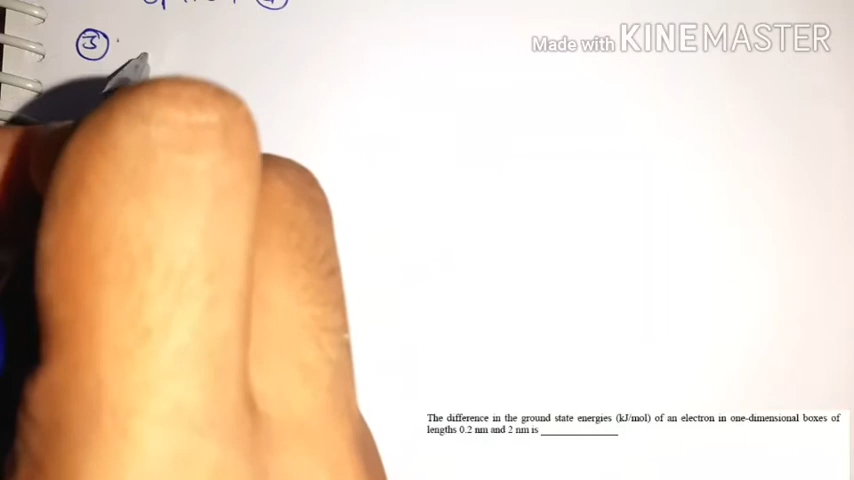 ③
Made with KINEMASTER
The difference in the ground state energies (kJ/mol) of an electron in one-dimensional boxes of
lengths 0.2 nm and 2 nm is ____________